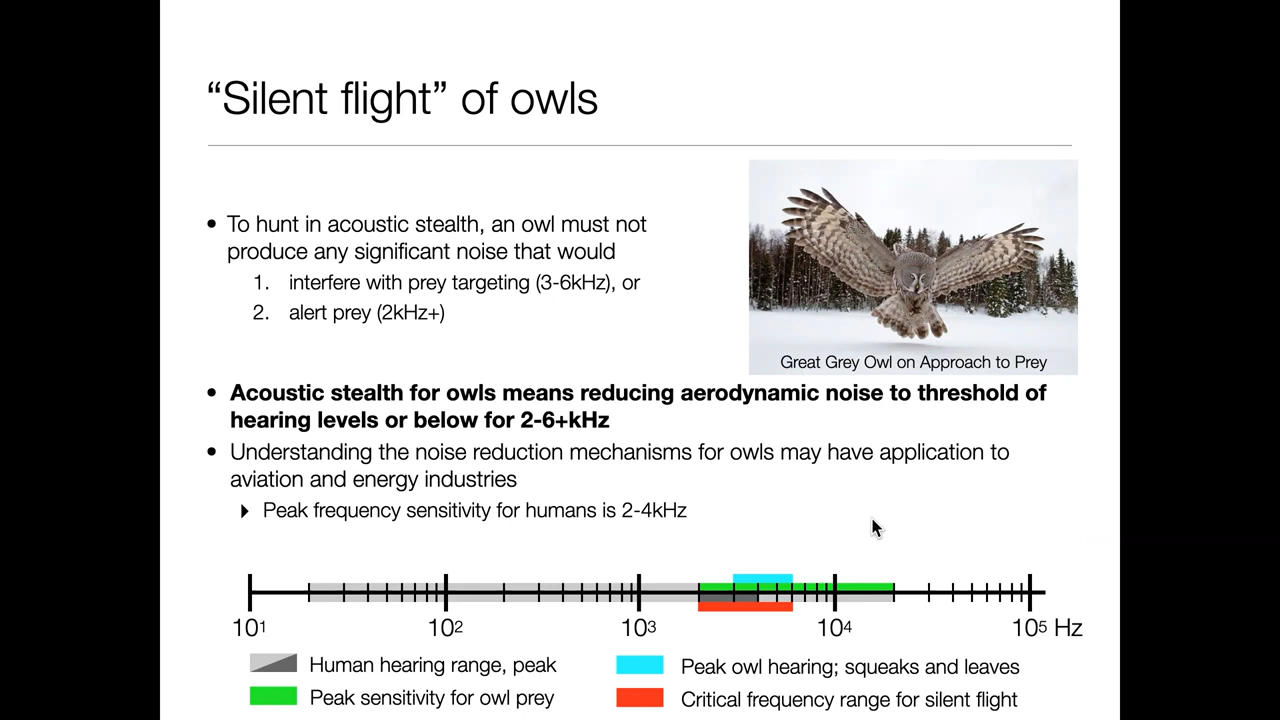 “Silent flight” of owls
• To hunt in acoustic stealth, an owl must not
produce any significant noise that would
1. interfere with prey targeting (3-6kHz), or
2. alert prey (2kHz+)
Great Grey Owl on Approach to Prey
• Acoustic stealth for owls means reducing aerodynamic noise to threshold of
hearing levels or below for 2-6+kHz
• Understanding the noise reduction mechanisms for owls may have application to
aviation and energy industries
Peak frequency sensitivity for humans is 2-4kHz
10¹ 10² 10³ 10⁴ 10⁵ Hz
Human hearing range, peak
Peak sensitivity for owl prey
Peak owl hearing; squeaks and leaves
Critical frequency range for silent flight